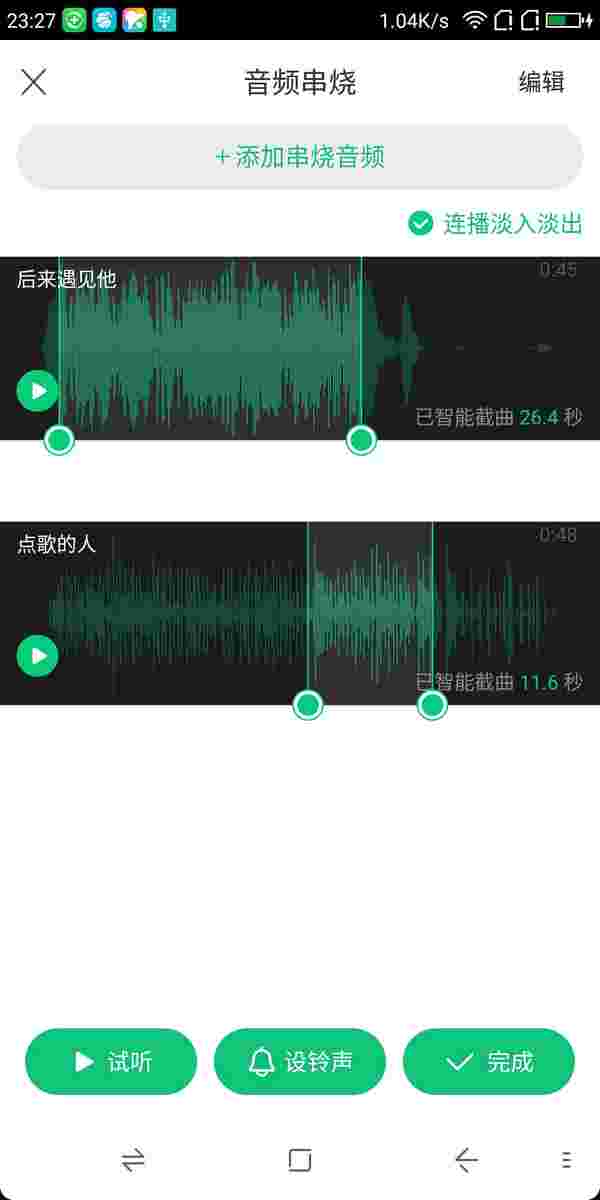 23:27
1.04K/s
音频串烧
编辑
+添加串烧音频
连播淡入淡出
后来遇见他
0:45
已智能截曲 26.4 秒
点歌的人
0:48
已智能截曲 11.6 秒
试听
设铃声
完成